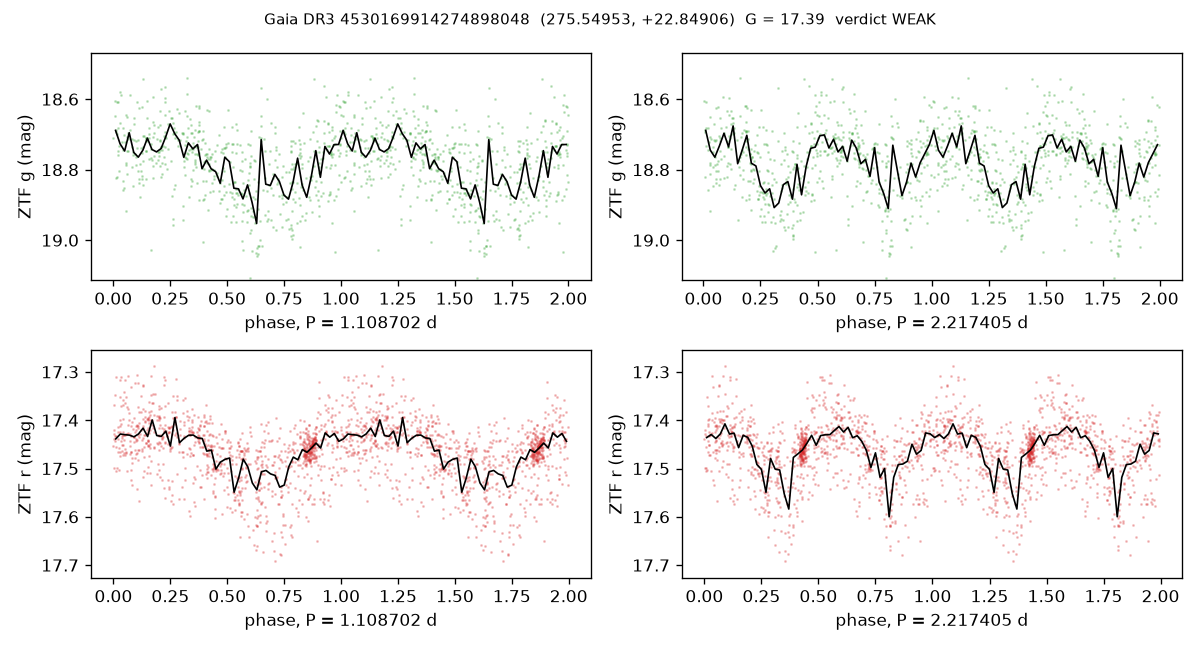 Gaia DR3 4530169914274898048 (275.54953, +22.84906) G = 17.39 verdict WEAK
ZTF g (mag)
18.6
18.8
19.0
0.00 0.25 0.50 0.75 1.00 1.25 1.50 1.75 2.00
phase, P = 1.108702 d
ZTF g (mag)
18.6
18.8
19.0
0.00 0.25 0.50 0.75 1.00 1.25 1.50 1.75 2.00
phase, P = 2.217405 d
ZTF r (mag)
17.3
17.4
17.5
17.6
17.7
0.00 0.25 0.50 0.75 1.00 1.25 1.50 1.75 2.00
phase, P = 1.108702 d
ZTF r (mag)
17.3
17.4
17.5
17.6
17.7
0.00 0.25 0.50 0.75 1.00 1.25 1.50 1.75 2.00
phase, P = 2.217405 d